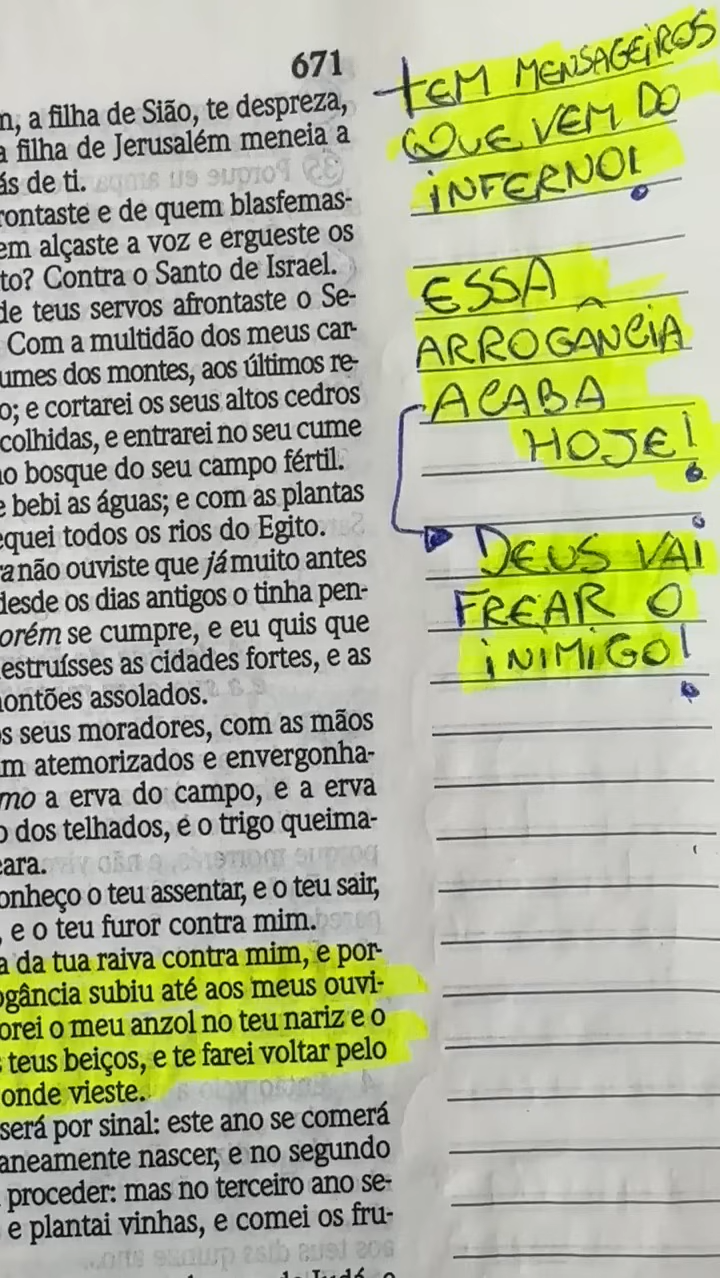 671
n, a filha de Sião, te despreza,
a filha de Jerusalém meneia a
ás de ti.
rontaste e de quem blasfemas-
em alçaste a voz e ergueste os
to? Contra o Santo de Israel.
de teus servos afrontaste o Se-
Com a multidão dos meus car-
umes dos montes, aos últimos re-
o; e cortarei os seus altos cedros
colhidas, e entrarei no seu cume
no bosque do seu campo fértil.
e bebi as águas; e com as plantas
equei todos os rios do Egito.
ra não ouviste que já muito antes
desde os dias antigos o tinha pen-
orém se cumpre, e eu quis que
estruísses as cidades fortes, e as
ontões assolados.
s seus moradores, com as mãos
m atemorizados e envergonha-
mo a erva do campo, e a erva
o dos telhados, e o trigo queima-
eara.
onheço o teu assentar, e o teu sair,
, e o teu furor contra mim.
a da tua raiva contra mim, e por-
ogância subiu até aos meus ouvi-
orei o meu anzol no teu nariz e o
s teus beiços, e te farei voltar pelo
onde vieste.
será por sinal: este ano se comerá
aneamente nascer, e no segundo
proceder: mas no terceiro ano se-
e plantai vinhas, e comei os fru-
TEM MENSAGEIROS
QUE VEM DO
INFERNO!
ESSA
ARROGÂNCIA
ACABA
HOJE!
DEUS VAI
FREAR O
INIMIGO!